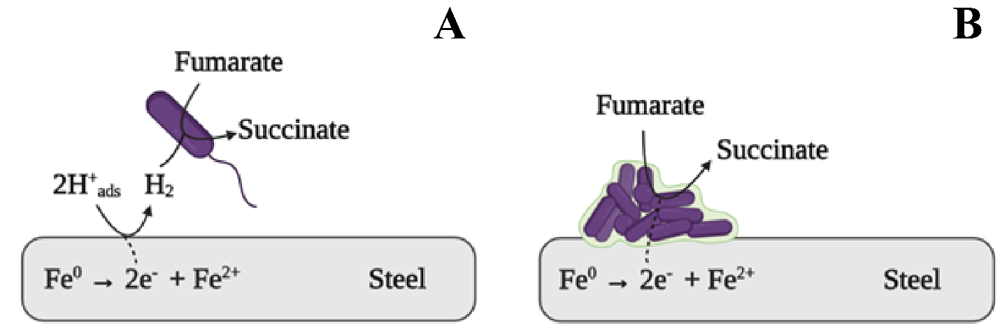 A
Fumarate
Succinate
2H⁺ads H₂
Fe⁰ → 2e⁻ + Fe²⁺ Steel
B
Fumarate
Succinate
Fe⁰ → 2e⁻ + Fe²⁺ Steel